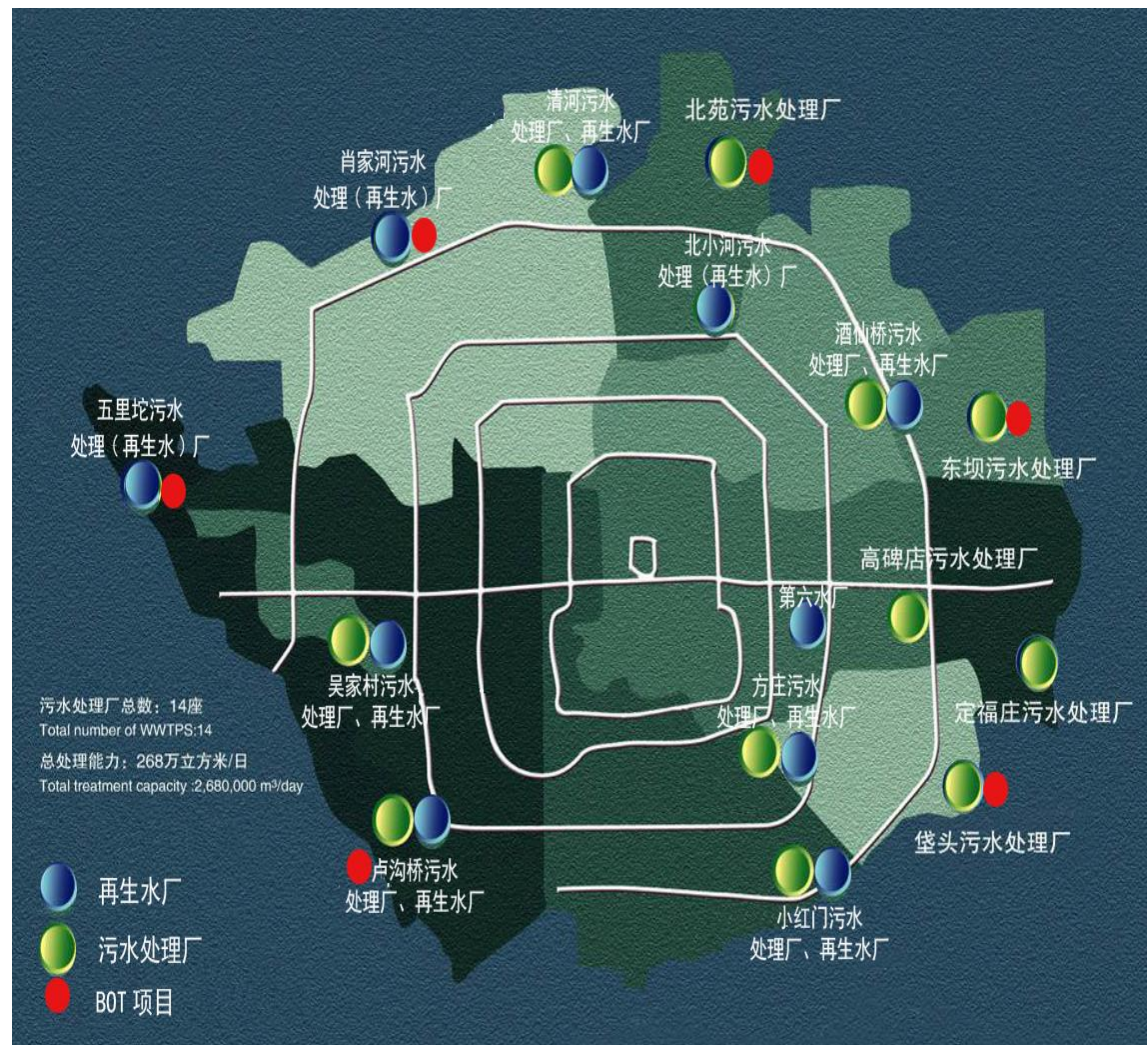 清河污水
处理厂、再生水厂
北苑污水处理厂
肖家河污水
处理（再生水）厂
北小河污水
处理（再生水）厂
酒仙桥污水
处理厂、再生水厂
五里坨污水
处理（再生水）厂
东坝污水处理厂
高碑店污水处理厂
第六水厂
吴家村污水
处理厂、再生水厂
方庄污水
处理厂、再生水厂
定福庄污水处理厂
污水处理厂总数：14座
Total number of WWTPS:14
总处理能力：268万立方米/日
Total treatment capacity :2,680,000 m³/day
垡头污水处理厂
卢沟桥污水
处理厂、再生水厂
小红门污水
处理厂、再生水厂
再生水厂
污水处理厂
BOT 项目